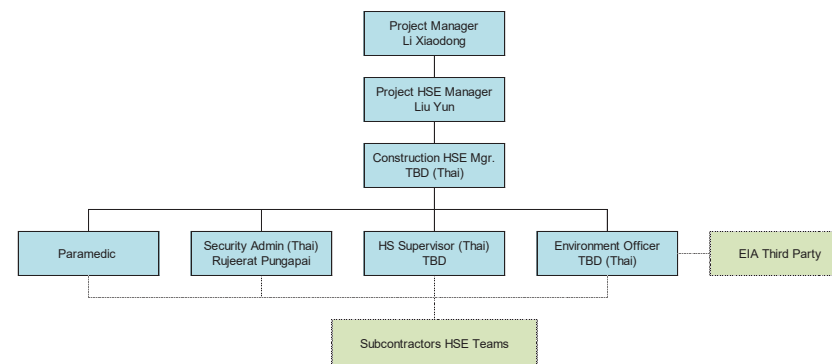 Project Manager
Li Xiaodong
Project HSE Manager
Liu Yun
Construction HSE Mgr.
TBD (Thai)
Paramedic
Security Admin (Thai)
Rujeerat Pungapai
HS Supervisor (Thai)
TBD
Environment Officer
TBD (Thai)
EIA Third Party
Subcontractors HSE Teams